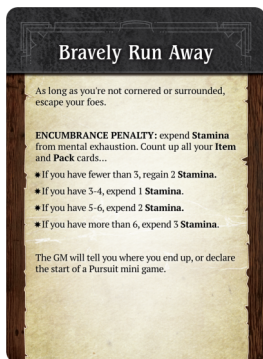 Bravely Run Away
As long as you're not cornered or surrounded,
escape your foes.
ENCUMBRANCE PENALTY: expend Stamina
from mental exhaustion. Count up all your Item
and Pack cards...
✷If you have fewer than 3, regain 2 Stamina.
✷If you have 3-4, expend 1 Stamina.
✷If you have 5-6, expend 2 Stamina.
✷If you have more than 6, expend 3 Stamina.
The GM will tell you where you end up, or declare
the start of a Pursuit mini game.